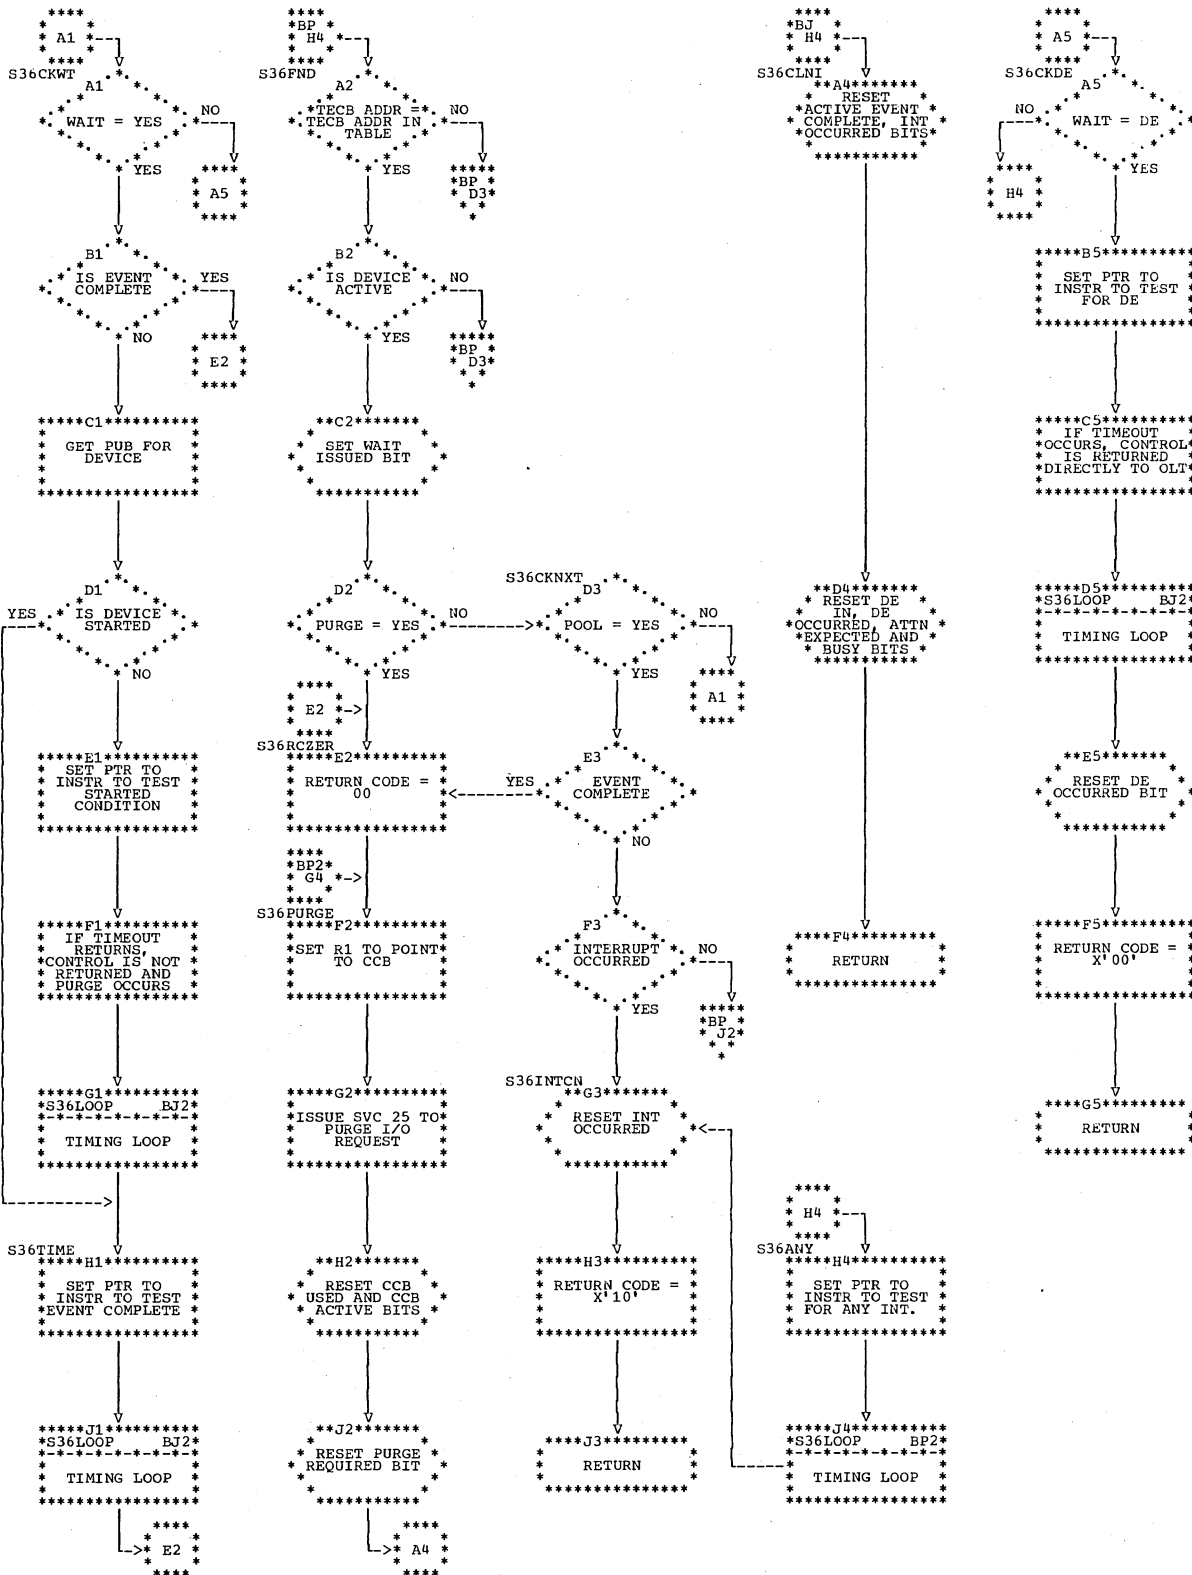 A1
S36CKWT
A1
WAIT = YES
NO
YES
A5
B1
IS EVENT
COMPLETE
YES
NO
E2
C1
GET PUB FOR
DEVICE
D1
IS DEVICE
STARTED
YES
NO
E1
SET PTR TO
INSTR TO TEST
STARTED
CONDITION
F1
IF TIMEOUT
RETURNS,
CONTROL IS NOT
RETURNED AND
PURGE OCCURS
G1
S36LOOP BJ2
TIMING LOOP
S36TIME
H1
SET PTR TO
INSTR TO TEST
EVENT COMPLETE
J1
S36LOOP BJ2
TIMING LOOP
E2
BP
H4
S36FND
A2
TECB ADDR =
TECB ADDR IN
TABLE
NO
YES
BP
D3
B2
IS DEVICE
ACTIVE
NO
YES
BP
D3
C2
SET WAIT
ISSUED BIT
D2
PURGE = YES
NO
YES
E2
S36RCZER
E2
RETURN CODE =
00
BP2
G4
S36PURGE
F2
SET R1 TO POINT
TO CCB
G2
ISSUE SVC 25 TO
PURGE I/O
REQUEST
H2
RESET CCB
USED AND CCB
ACTIVE BITS
J2
RESET PURGE
REQUIRED BIT
A4
S36CKNXT
D3
POOL = YES
NO
YES
A1
E3
EVENT
COMPLETE
YES
NO
F3
INTERRUPT
OCCURRED
NO
YES
BP
J2
S36INTCN
G3
RESET INT
OCCURRED
H3
RETURN CODE =
X'10'
J3
RETURN
BJ
H4
S36CLNI
A4
RESET
ACTIVE EVENT
COMPLETE, INT
OCCURRED BITS
D4
RESET DE
IN, DE
OCCURRED, ATTN
EXPECTED AND
BUSY BITS
F4
RETURN
H4
S36ANY
H4
SET PTR TO
INSTR TO TEST
FOR ANY INT.
J4
S36LOOP BP2
TIMING LOOP
A5
S36CKDE
A5
WAIT = DE
NO
YES
H4
B5
SET PTR TO
INSTR TO TEST
FOR DE
C5
IF TIMEOUT
OCCURS, CONTROL
IS RETURNED
DIRECTLY TO OLT
D5
S36LOOP BJ2
TIMING LOOP
E5
RESET DE
OCCURRED BIT
F5
RETURN CODE =
X'00'
G5
RETURN